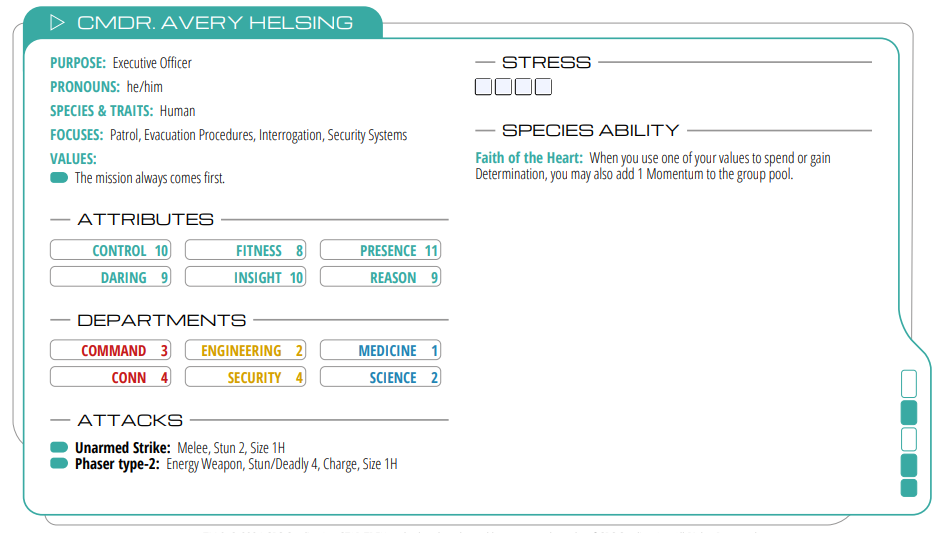 CMDR. AVERY HELSING
PURPOSE: Executive Officer
PRONOUNS: he/him
SPECIES & TRAITS: Human
FOCUSES: Patrol, Evacuation Procedures, Interrogation, Security Systems
VALUES:
The mission always comes first.
ATTRIBUTES
CONTROL 10 FITNESS 8 PRESENCE 11
DARING 9 INSIGHT 10 REASON 9
DEPARTMENTS
COMMAND 3 ENGINEERING 2 MEDICINE 1
CONN 4 SECURITY 4 SCIENCE 2
ATTACKS
Unarmed Strike: Melee, Stun 2, Size 1H
Phaser type-2: Energy Weapon, Stun/Deadly 4, Charge, Size 1H
STRESS
SPECIES ABILITY
Faith of the Heart: When you use one of your values to spend or gain
Determination, you may also add 1 Momentum to the group pool.